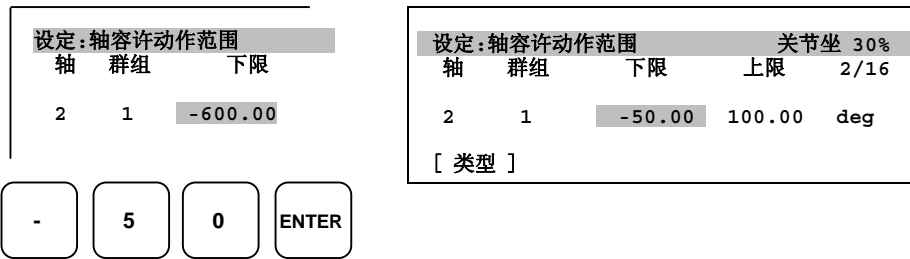 设定:轴容许动作范围
轴 群组 下限
2 1 -600.00
- 5 0 ENTER
设定:轴容许动作范围 关节坐 30%
轴 群组 下限 上限 2/16
2 1 -50.00 100.00 deg
[ 类型 ]